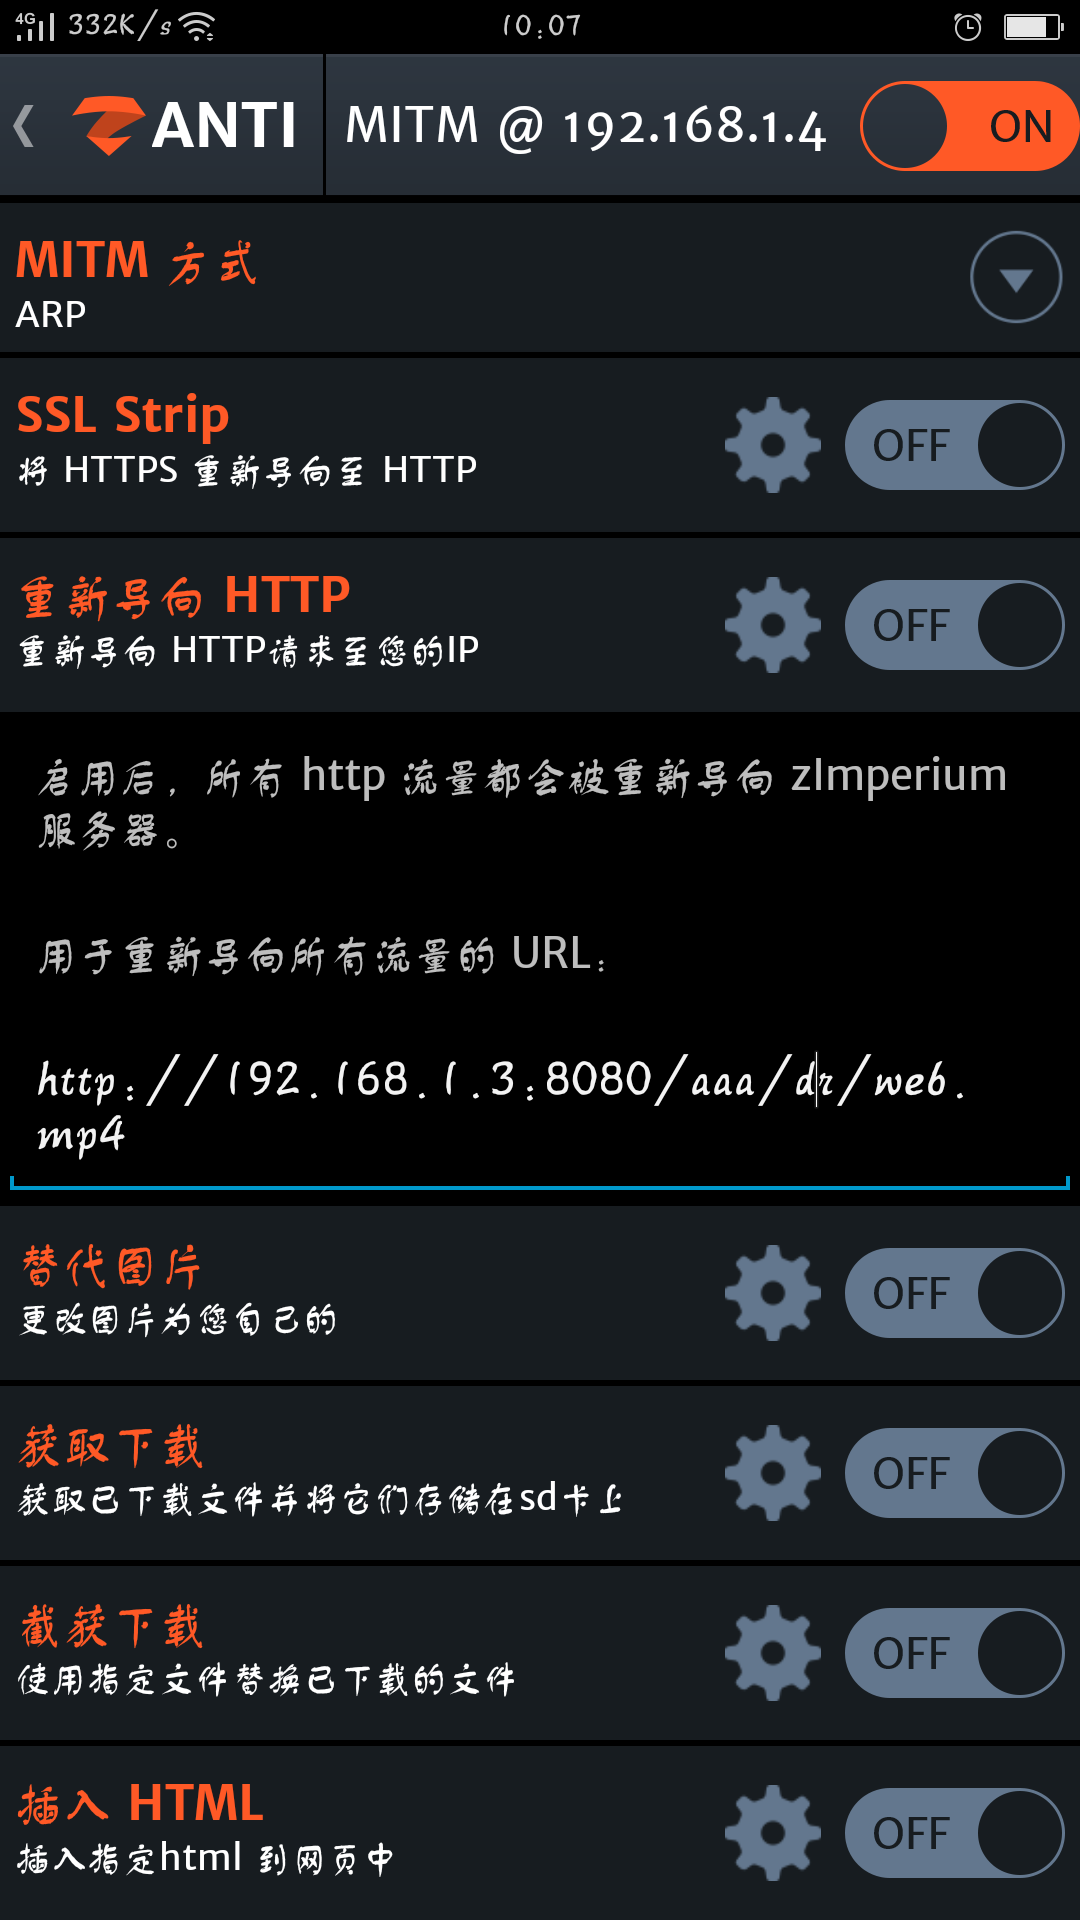 4G 332K/s 10:07
ANTI MITM @ 192.168.1.4 ON
MITM 方式
ARP
SSL Strip
将 HTTPS 重新导向至 HTTP
OFF
重新导向 HTTP
重新导向 HTTP请求至您的IP
OFF
启用后，所有 http 流量都会被重新导向 zImperium
服务器。
用于重新导向所有流量的 URL：
http://192.168.1.3:8080/aaa/dr/web.
mp4
替代图片
更改图片为您自己的
OFF
获取下载
获取已下载文件并将它们存储在sd卡上
OFF
截获下载
使用指定文件替换已下载的文件
OFF
插入 HTML
插入指定html 到网页中
OFF